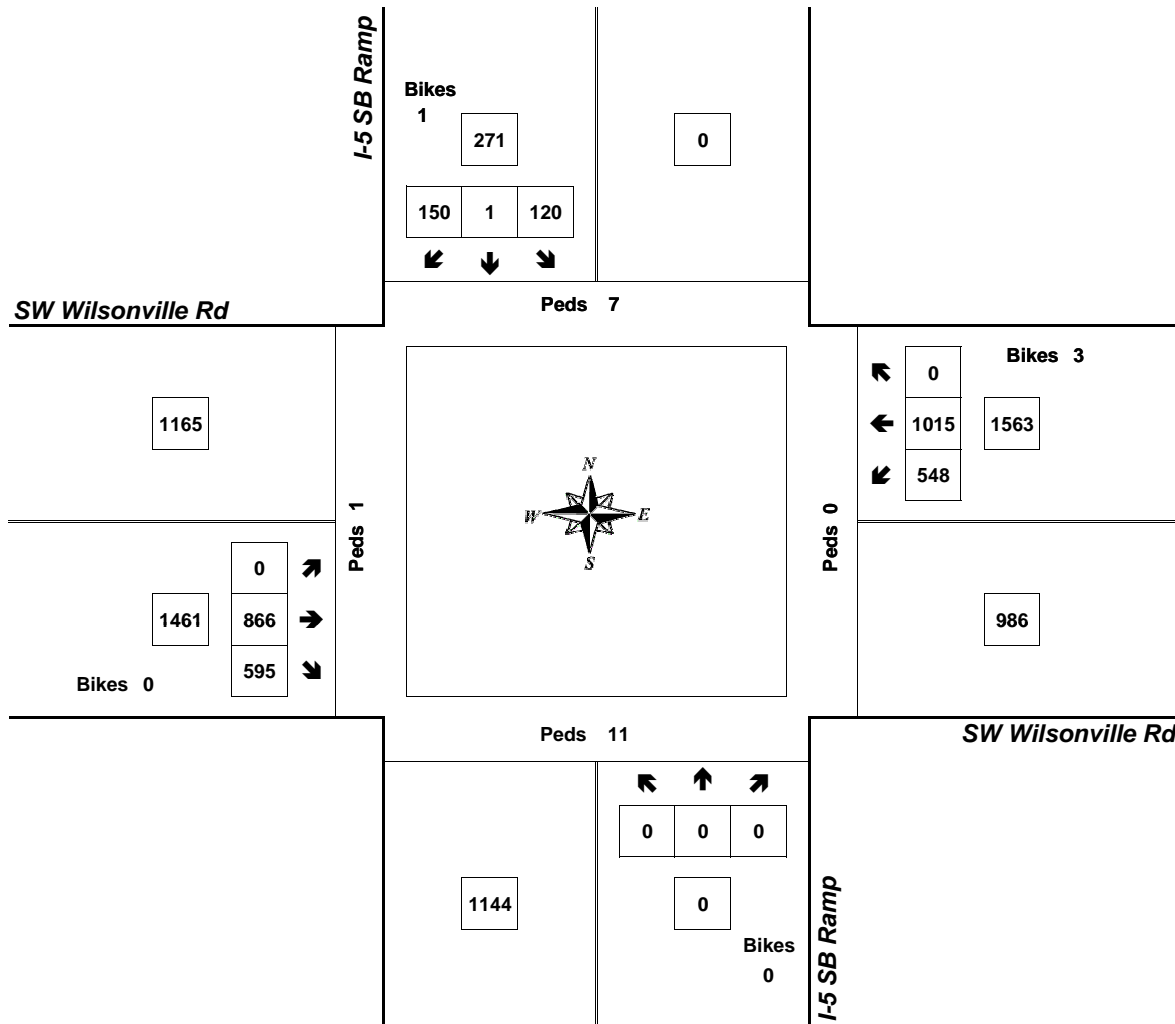 I-5 SB Ramp
Bikes
1
271
0
150 1 120
SW Wilsonville Rd
Peds 7
Bikes 3
0
1165
1015 1563
548
N
W E
S
Peds 1
Peds 0
0
1461 866
595
Bikes 0
986
Peds 11
SW Wilsonville Rd
0 0 0
1144
0
Bikes
0
I-5 SB Ramp